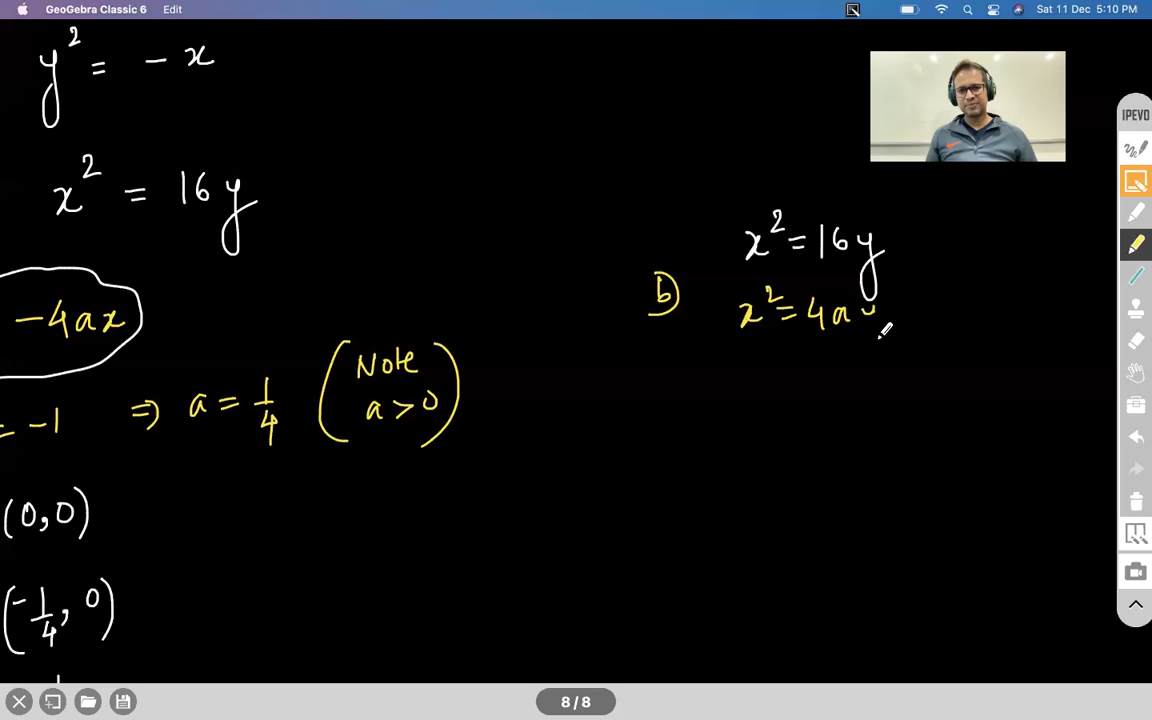 GeoGebra Classic 6 Edit
Sat 11 Dec 5:10 PM
y² = - x
x² = 16y
- 4ax
= -1 ⇒ a = 1/4 (Note a > 0)
(0,0)
(-1/4, 0)
IPEVO
x² = 16y
b) x² = 4a
8 / 8